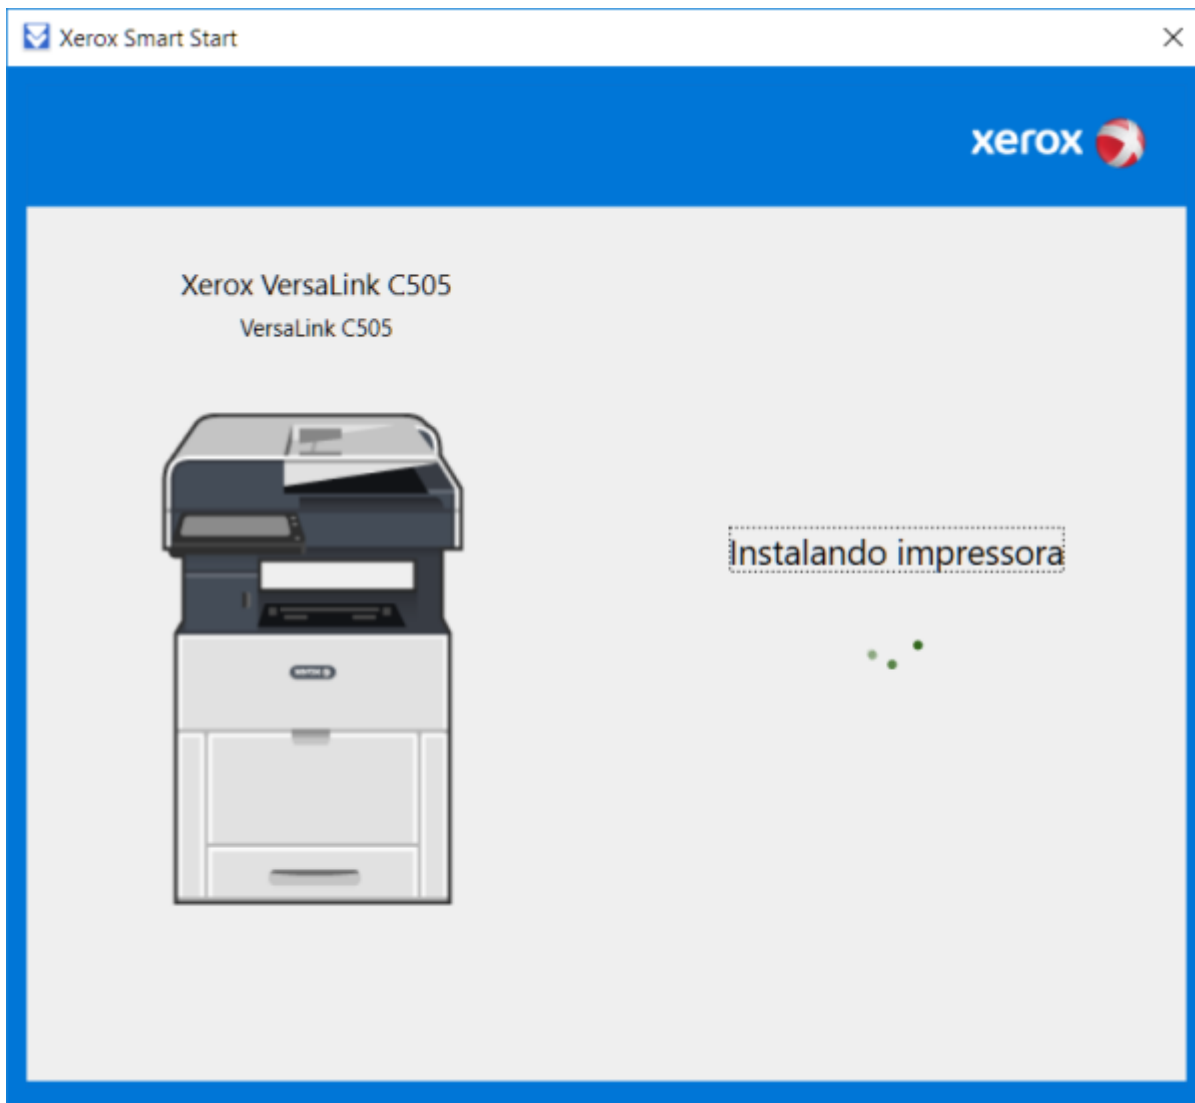 Xerox Smart Start
xerox
Xerox VersaLink C505
VersaLink C505
Instalando impressora